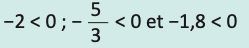 −2 < 0 ; − 5/3 < 0 et −1,8 < 0